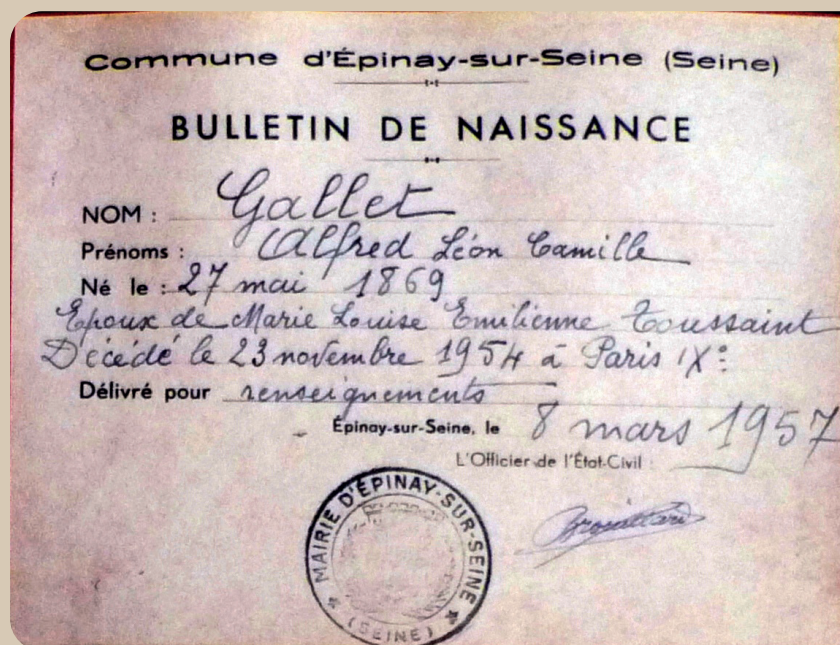 Commune d'Épinay-sur-Seine (Seine)
BULLETIN DE NAISSANCE
NOM : Gallet
Prénoms : Alfred Léon Camille
Né le : 27 mai 1869
Epoux de Marie Louise Emilienne Toussaint
Décédé le 23 novembre 1954 à Paris IXe
Délivré pour renseignements
Épinay-sur-Seine, le 8 mars 1957
L'Officier de l'État-Civil
MAIRIE D'ÉPINAY-SUR-SEINE
(SEINE)